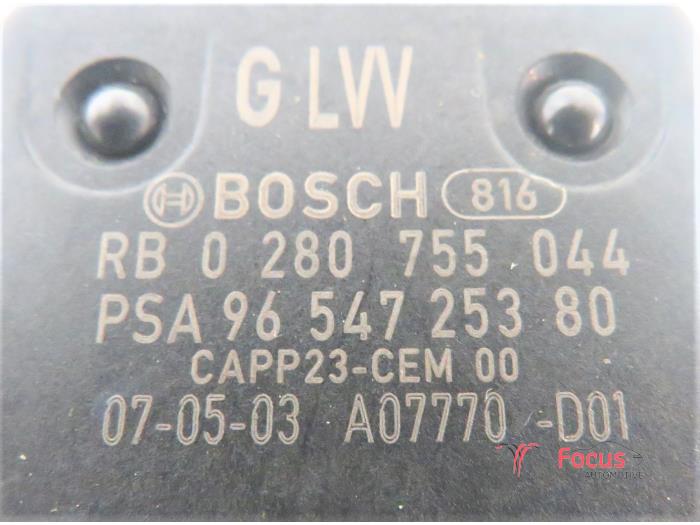 G LVV
BOSCH 816
RB 0 280 755 044
PSA 96 547 253 80
CAPP23-CEM 00
07-05-03 A07770 -D01
Focus
AUTOMOTIVE